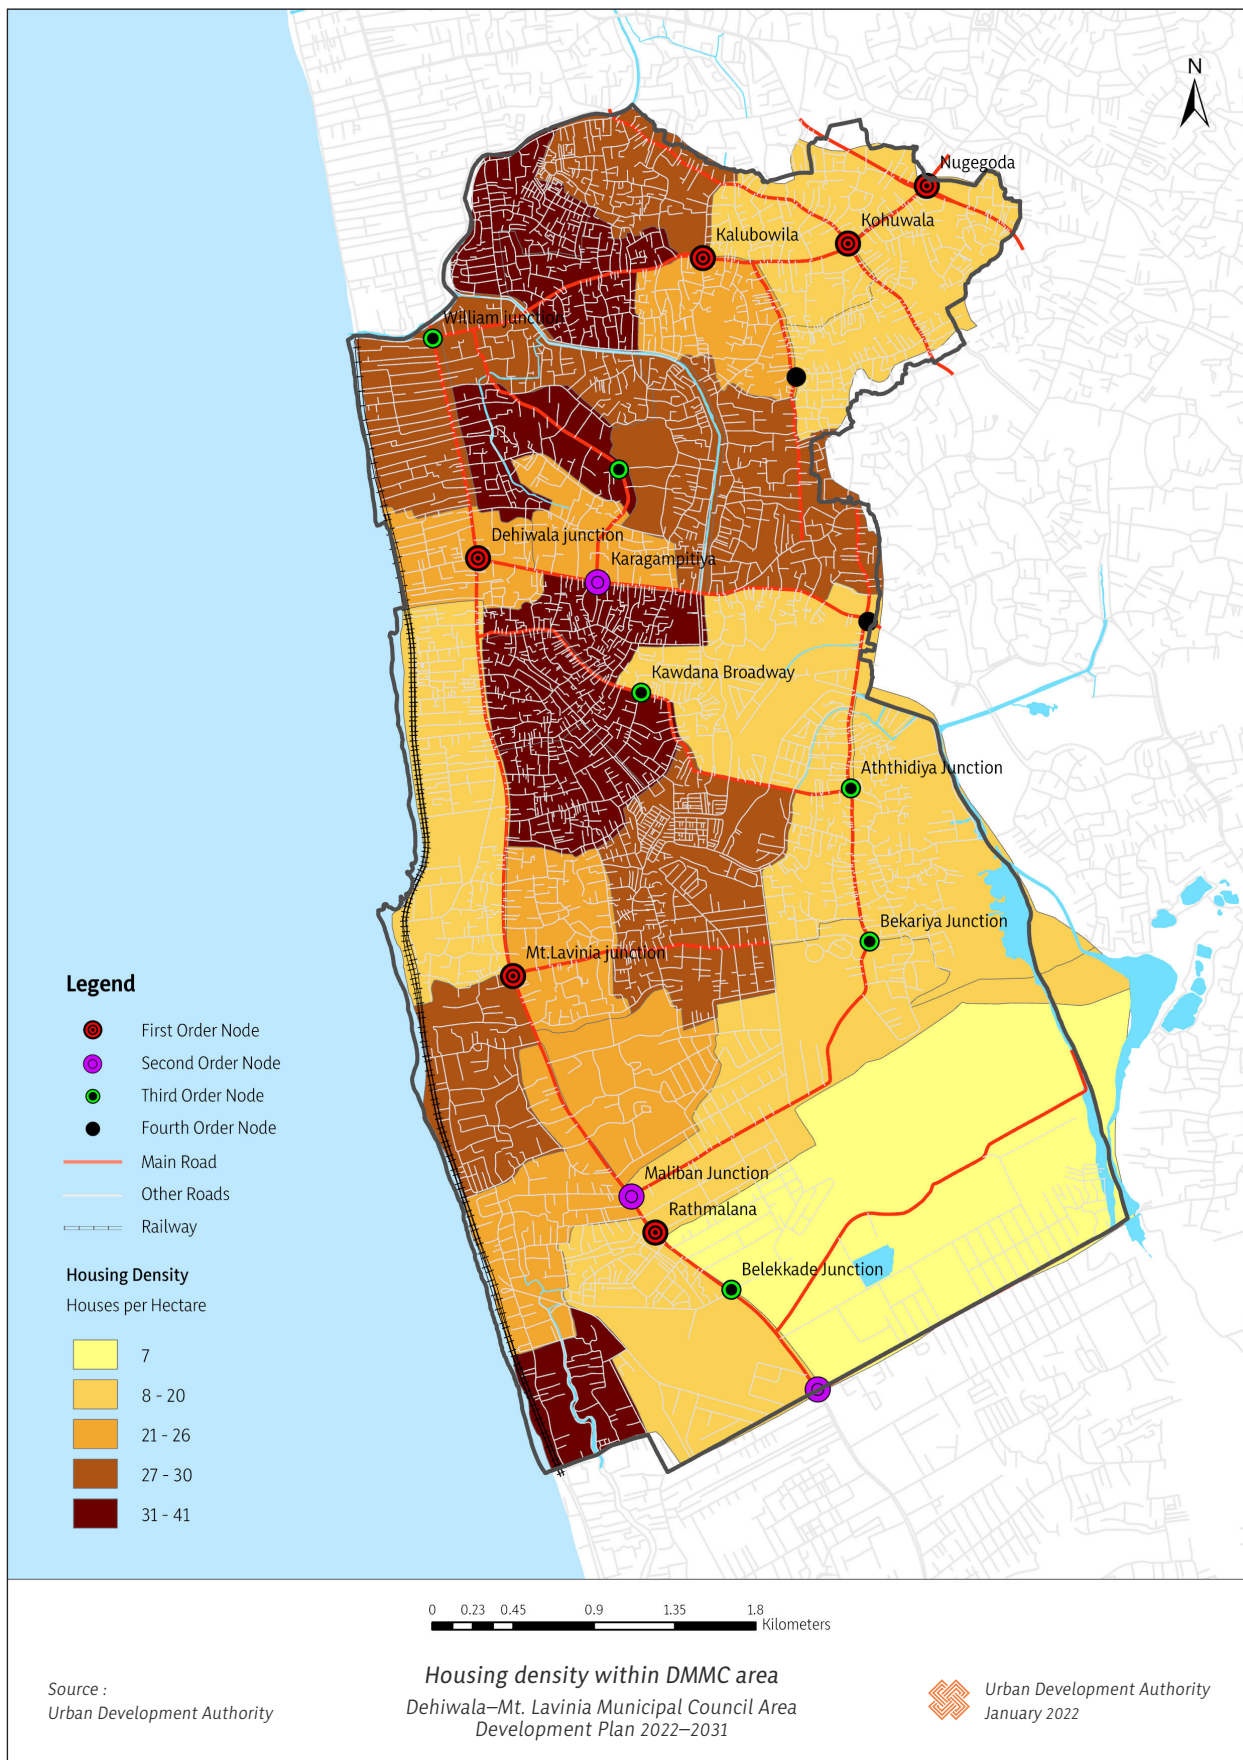 N
Nugegoda
Kohuwala
Kalubowila
William junction
Dehiwala junction
Karagampitiya
Kawdana Broadway
Aththidiya Junction
Bekariya Junction
Mt.Lavinia junction
Maliban Junction
Rathmalana
Belekkade Junction
Legend
First Order Node
Second Order Node
Third Order Node
Fourth Order Node
Main Road
Other Roads
Railway
Housing Density
Houses per Hectare
7
8 - 20
21 - 26
27 - 30
31 - 41
0 0.23 0.45 0.9 1.35 1.8
Kilometers
Housing density within DMMC area
Dehiwala–Mt. Lavinia Municipal Council Area
Development Plan 2022–2031
Source :
Urban Development Authority
Urban Development Authority
January 2022